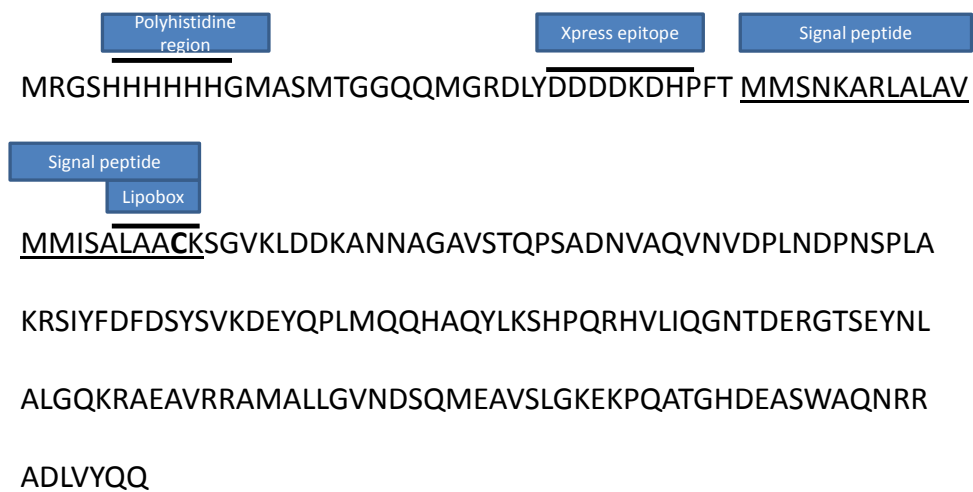 Polyhistidine
region
Xpress epitope
Signal peptide
MRGSHHHHHHGMASMTGGQQMGRDLYDDDDKDHPFT MMSNKARLALAV
Signal peptide
Lipobox
MMISALAACKSGVKLDDKANNAGAVSTQPSADNVAQVNVDPLNDPNSPLA
KRSIYFDFDSYSVKDEYQPLMQQHAQYLKSHPQRHVLIQGNTDERGTSEYNL
ALGQKRAEAVRRAMALLGVNDSQMEAVSLGKEKPQATGHDEASWAQNRR
ADLVYQQ